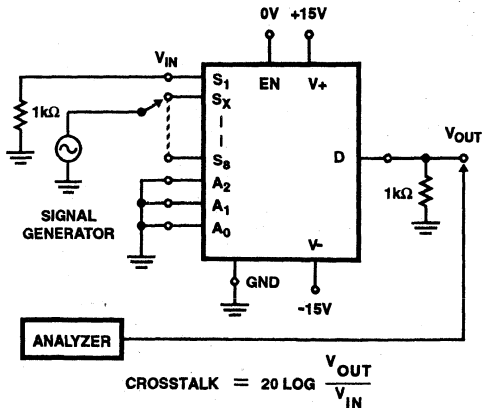 0V +15V
VIN
S1
EN V+
1kΩ
SX
D
VOUT
S8
A2
1kΩ
SIGNAL
GENERATOR
A1
A0
V-
GND
-15V
ANALYZER
CROSSTALK = 20 LOG VOUT
VIN